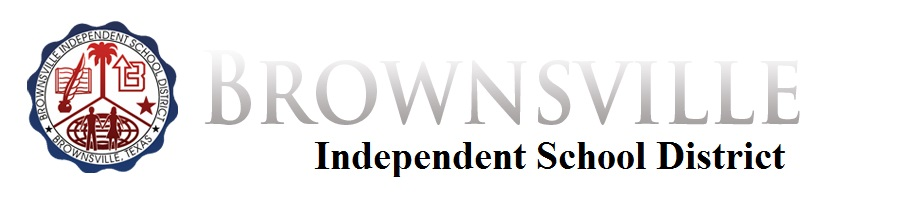 BROWNSVILLE INDEPENDENT SCHOOL DISTRICT
BROWNSVILLE, TEXAS
B
BROWNSVILLE
Independent School District